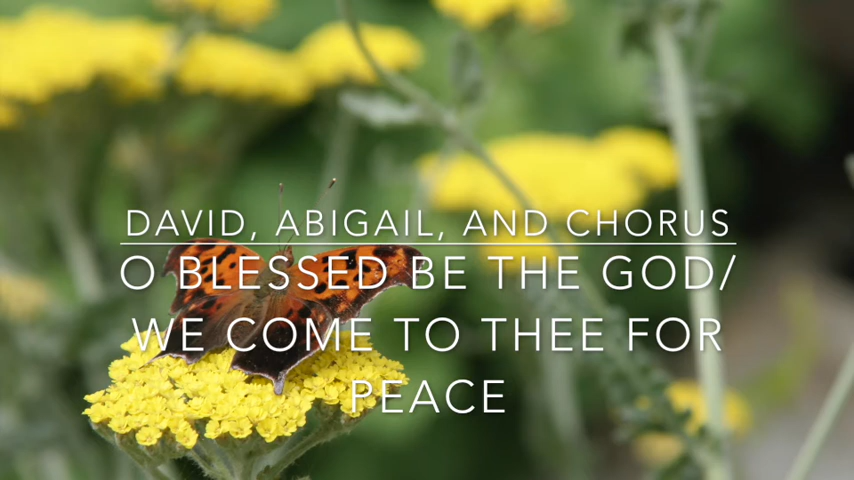 DAVID, ABIGAIL, AND CHORUS
O BLESSED BE THE GOD/
WE COME TO THEE FOR
PEACE